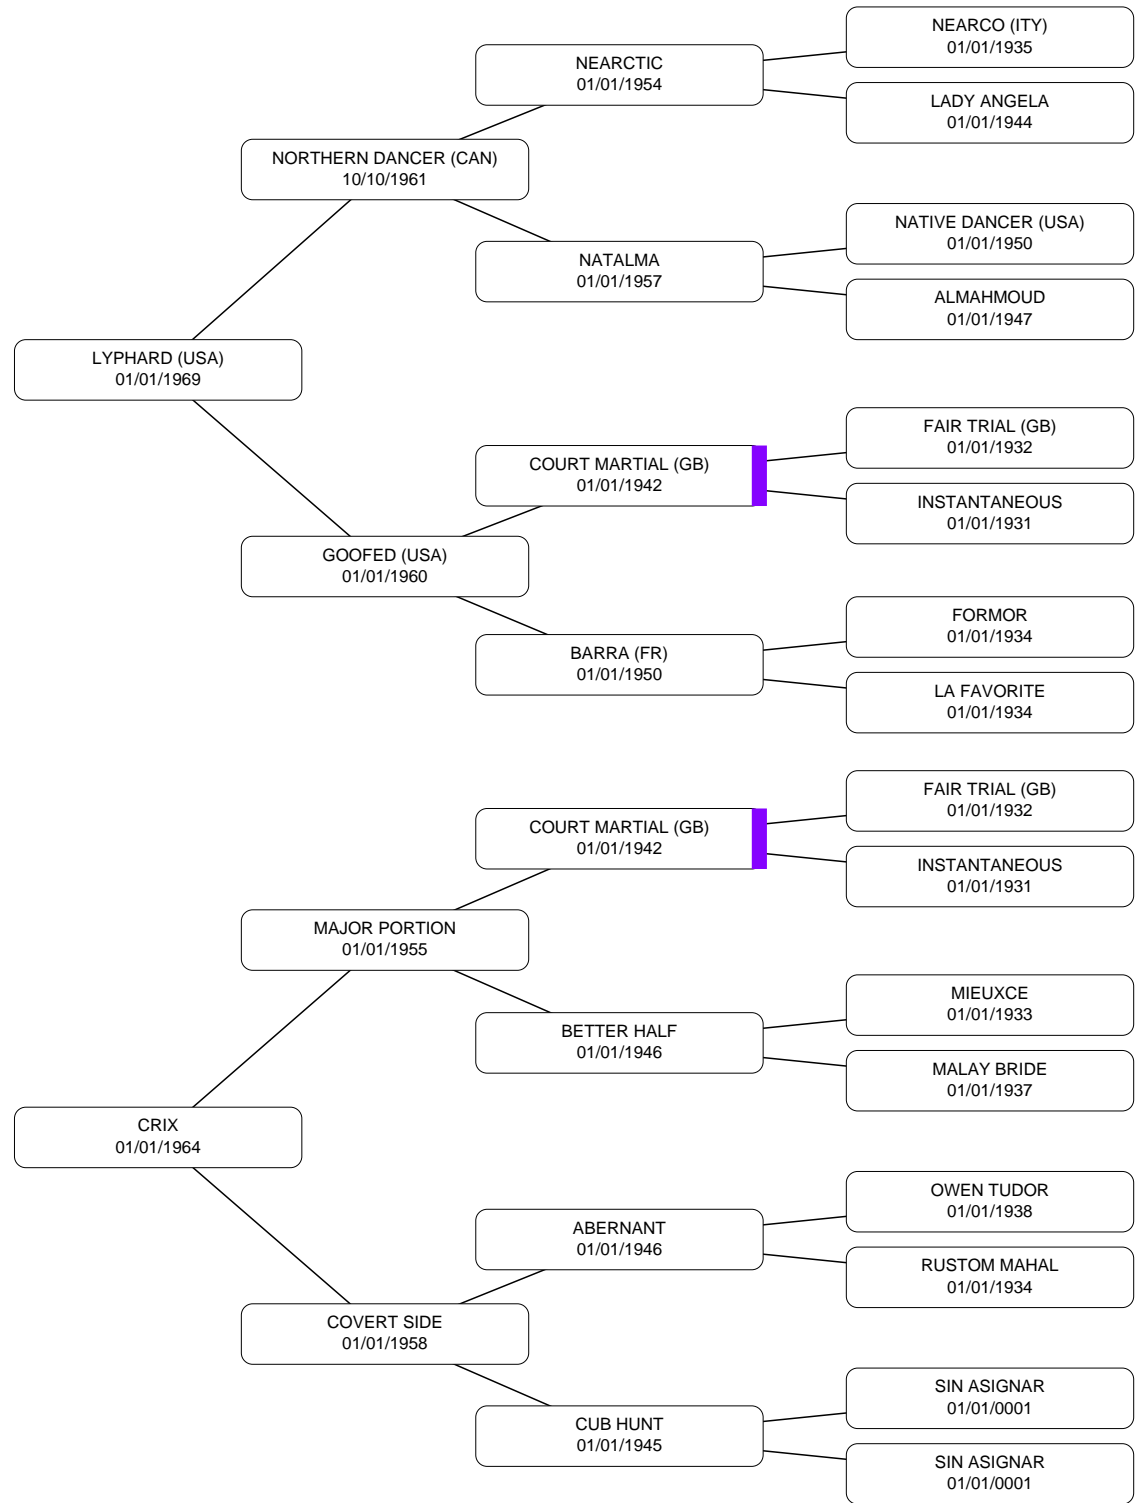 NEARCO (ITY)
01/01/1935
NEARCTIC
01/01/1954
LADY ANGELA
01/01/1944
NORTHERN DANCER (CAN)
10/10/1961
NATIVE DANCER (USA)
01/01/1950
NATALMA
01/01/1957
ALMAHMOUD
01/01/1947
LYPHARD (USA)
01/01/1969
FAIR TRIAL (GB)
01/01/1932
COURT MARTIAL (GB)
01/01/1942
INSTANTANEOUS
01/01/1931
GOOFED (USA)
01/01/1960
FORMOR
01/01/1934
BARRA (FR)
01/01/1950
LA FAVORITE
01/01/1934
FAIR TRIAL (GB)
01/01/1932
COURT MARTIAL (GB)
01/01/1942
INSTANTANEOUS
01/01/1931
MAJOR PORTION
01/01/1955
MIEUXCE
01/01/1933
BETTER HALF
01/01/1946
MALAY BRIDE
01/01/1937
CRIX
01/01/1964
OWEN TUDOR
01/01/1938
ABERNANT
01/01/1946
RUSTOM MAHAL
01/01/1934
COVERT SIDE
01/01/1958
SIN ASIGNAR
01/01/0001
CUB HUNT
01/01/1945
SIN ASIGNAR
01/01/0001